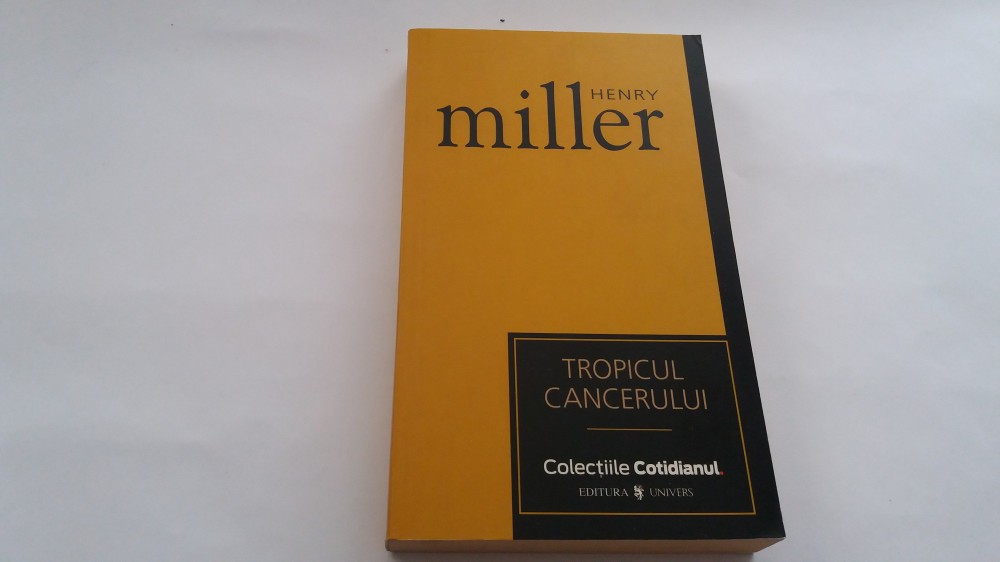 HENRY
miller
TROPICUL
CANCERULUI
Colecțiile Cotidianul.
EDITURA UNIVERS